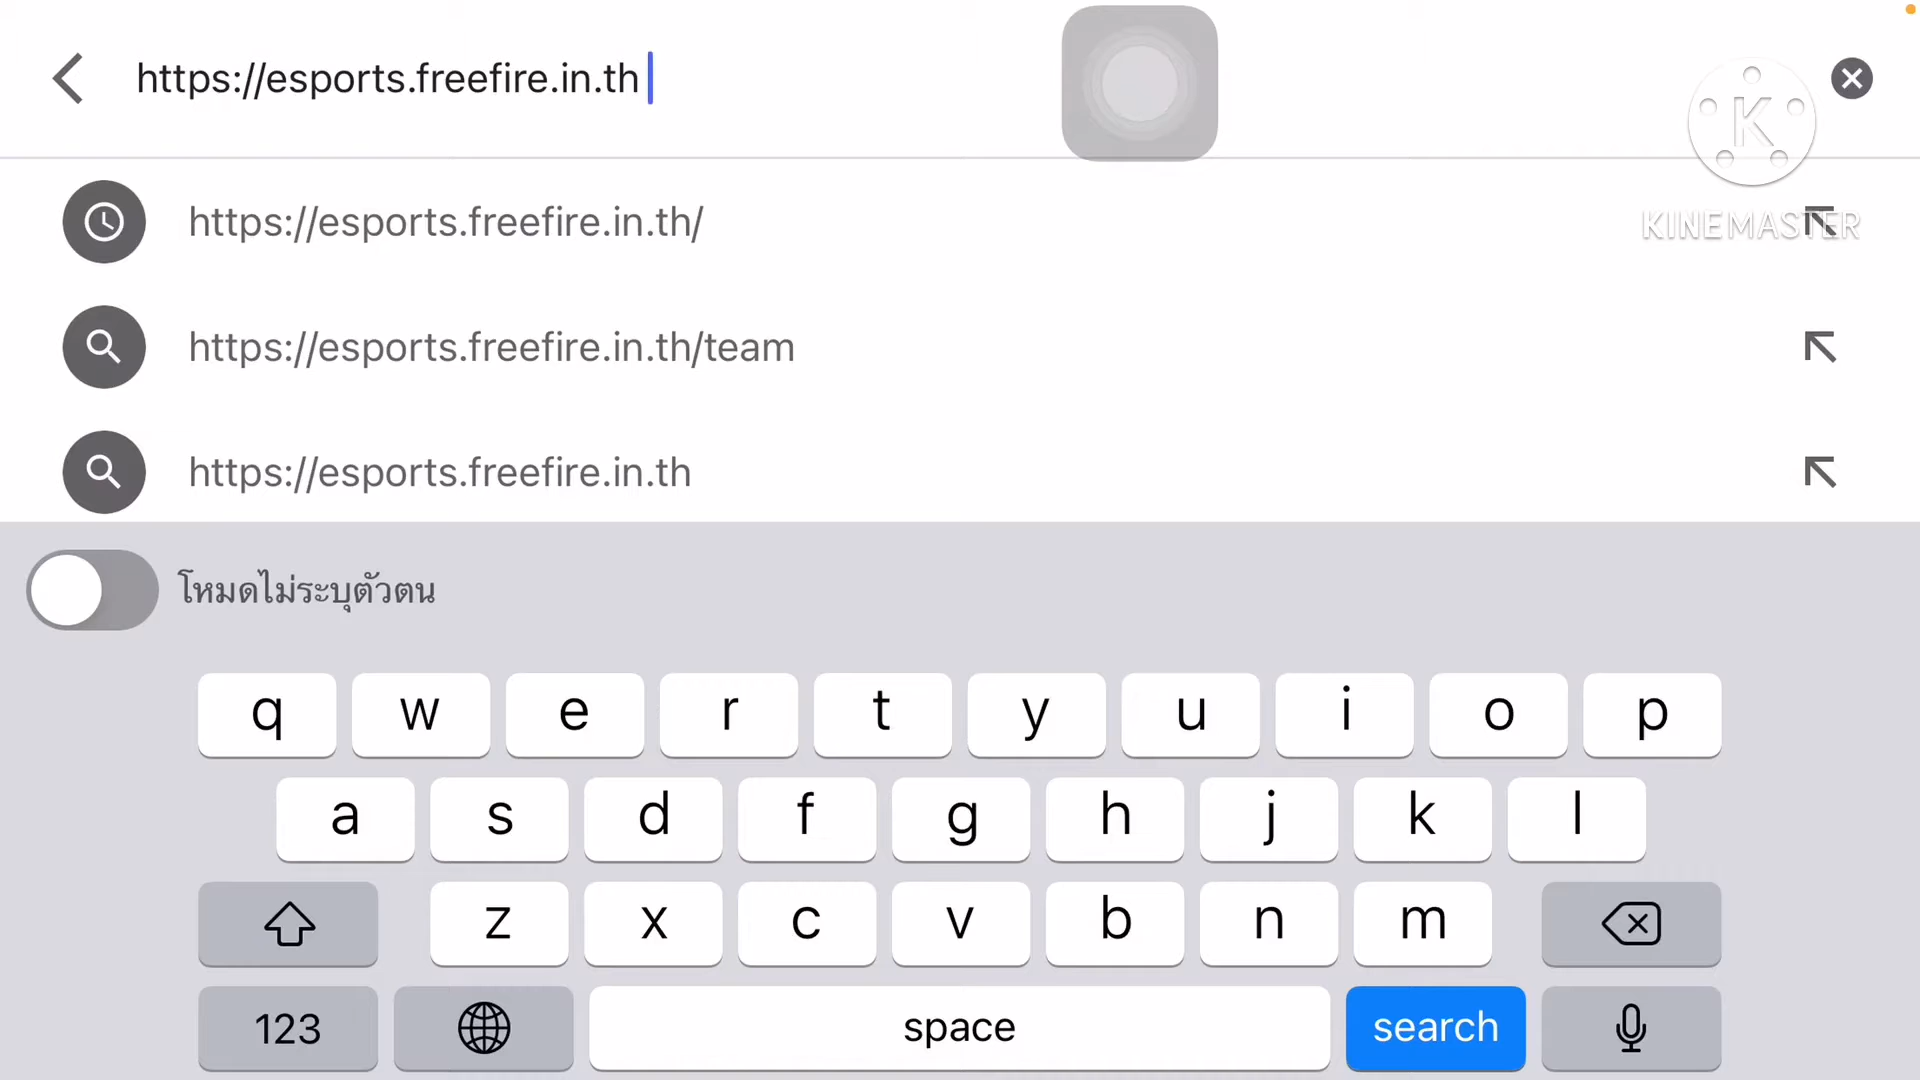 https://esports.freefire.in.th
K
KINEMASTER
https://esports.freefire.in.th/
https://esports.freefire.in.th/team
https://esports.freefire.in.th
โหมดไม่ระบุตัวตน
q w e r t y u i o p
a s d f g h j k l
z x c v b n m
123 space search